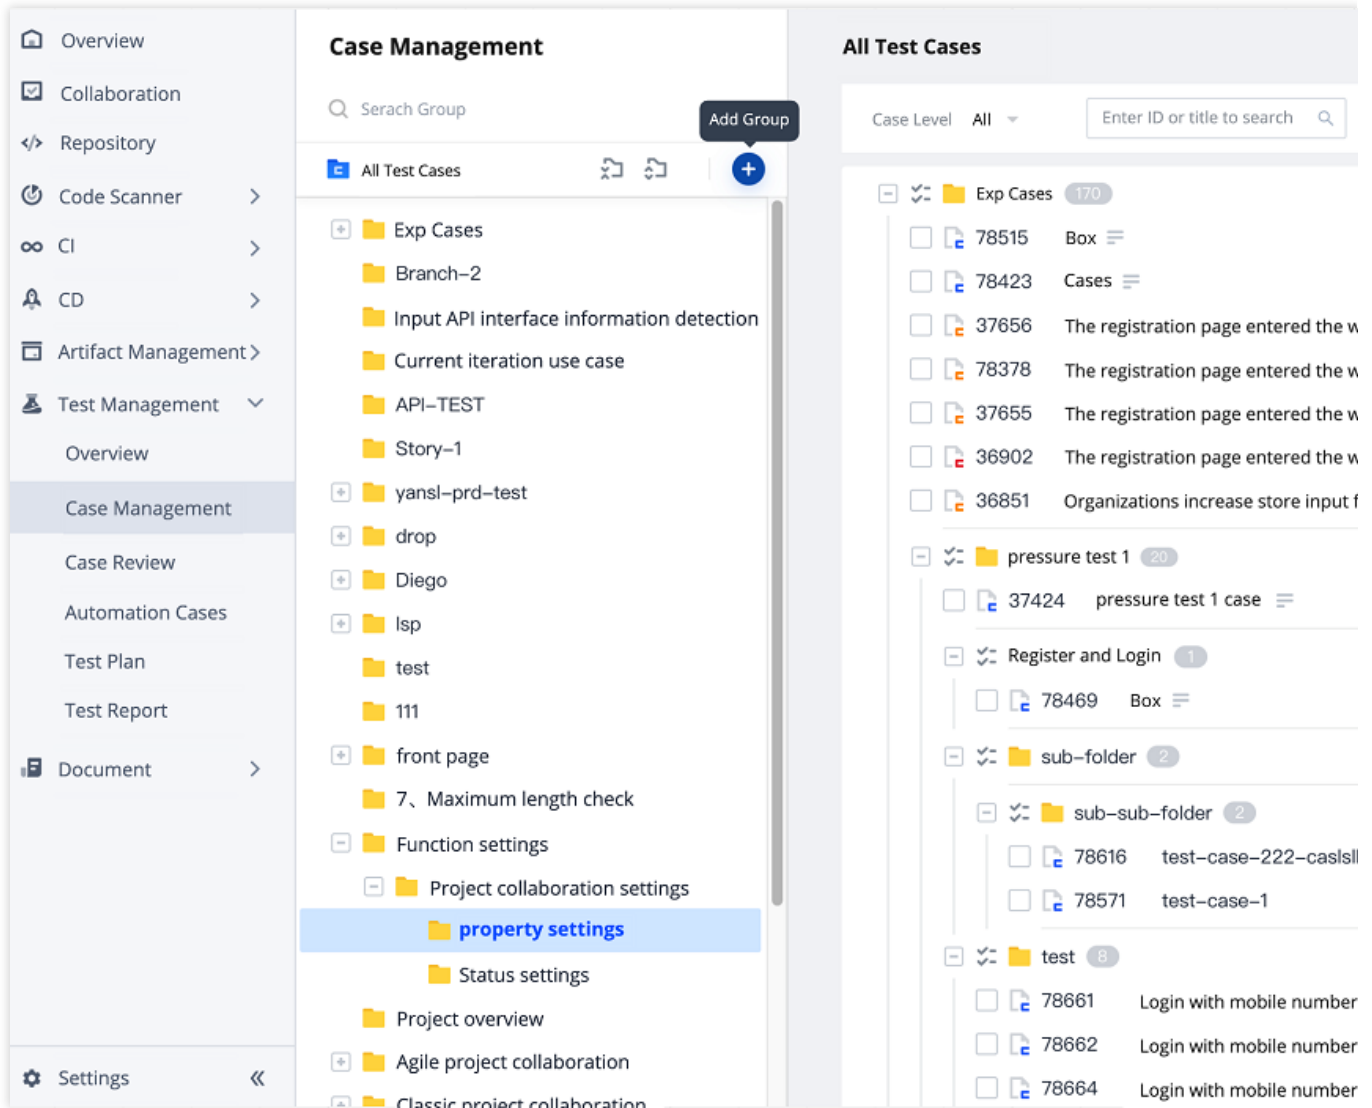 Overview
Collaboration
Repository
Code Scanner
CI
CD
Artifact Management
Test Management
Overview
Case Management
Case Review
Automation Cases
Test Plan
Test Report
Document
Settings
Case Management
Serach Group
Add Group
All Test Cases
Exp Cases
Branch-2
Input API interface information detection
Current iteration use case
API-TEST
Story-1
yansl-prd-test
drop
Diego
lsp
test
111
front page
7、Maximum length check
Function settings
Project collaboration settings
property settings
Status settings
Project overview
Agile project collaboration
Classic project collaboration
All Test Cases
Case Level All
Enter ID or title to search
Exp Cases 170
78515 Box
78423 Cases
37656 The registration page entered the w
78378 The registration page entered the w
37655 The registration page entered the w
36902 The registration page entered the w
36851 Organizations increase store input f
pressure test 1 20
37424 pressure test 1 case
Register and Login 1
78469 Box
sub-folder 2
sub-sub-folder 2
78616 test-case-222-caslsll
78571 test-case-1
test 8
78661 Login with mobile number
78662 Login with mobile number
78664 Login with mobile number